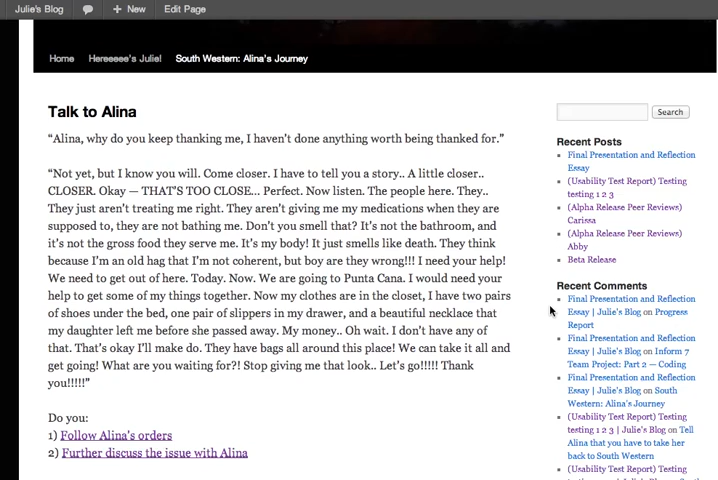 Julie's Blog New Edit Page
Home Hereeeee's Julie! South Western: Alina's Journey
Talk to Alina
“Alina, why do you keep thanking me, I haven't done anything worth being thanked for.”
“Not yet, but I know you will. Come closer. I have to tell you a story.. A little closer..
CLOSER. Okay — THAT'S TOO CLOSE... Perfect. Now listen. The people here. They..
They just aren't treating me right. They aren't giving me my medications when they are
supposed to, they are not bathing me. Don't you smell that? It's not the bathroom, and
it's not the gross food they serve me. It's my body! It just smells like death. They think
because I'm an old hag that I'm not coherent, but boy are they wrong!!! I need your help!
We need to get out of here. Today. Now. We are going to Punta Cana. I would need your
help to get some of my things together. Now my clothes are in the closet, I have two pairs
of shoes under the bed, one pair of slippers in my drawer, and a beautiful necklace that
my daughter left me before she passed away. My money.. Oh wait. I don't have any of
that. That's okay I'll make do. They have bags all around this place! We can take it all and
get going! What are you waiting for?! Stop giving me that look.. Let's go!!!!! Thank
you!!!!!”
Do you:
1) Follow Alina's orders
2) Further discuss the issue with Alina
Search
Recent Posts
Final Presentation and Reflection
Essay
(Usability Test Report) Testing
testing 1 2 3
(Alpha Release Peer Reviews)
Carissa
(Alpha Release Peer Reviews)
Abby
Beta Release
Recent Comments
Final Presentation and Reflection
Essay | Julie's Blog on Progress
Report
Final Presentation and Reflection
Essay | Julie's Blog on Inform 7
Team Project: Part 2 — Coding
Final Presentation and Reflection
Essay | Julie's Blog on South
Western: Alina's Journey
(Usability Test Report) Testing
testing 1 2 3 | Julie's Blog on Tell
Alina that you have to take her
back to South Western
(Usability Test Report) Testing